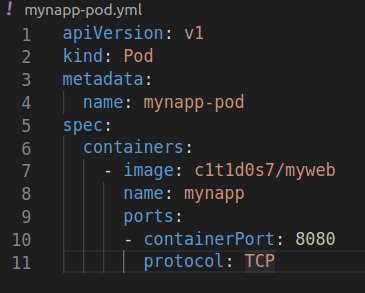 ! mynapp-pod.yml
1 apiVersion: v1
2 kind: Pod
3 metadata:
4   name: mynapp-pod
5 spec:
6   containers:
7     - image: c1t1d0s7/myweb
8       name: mynapp
9       ports:
10       - containerPort: 8080
11         protocol: TCP